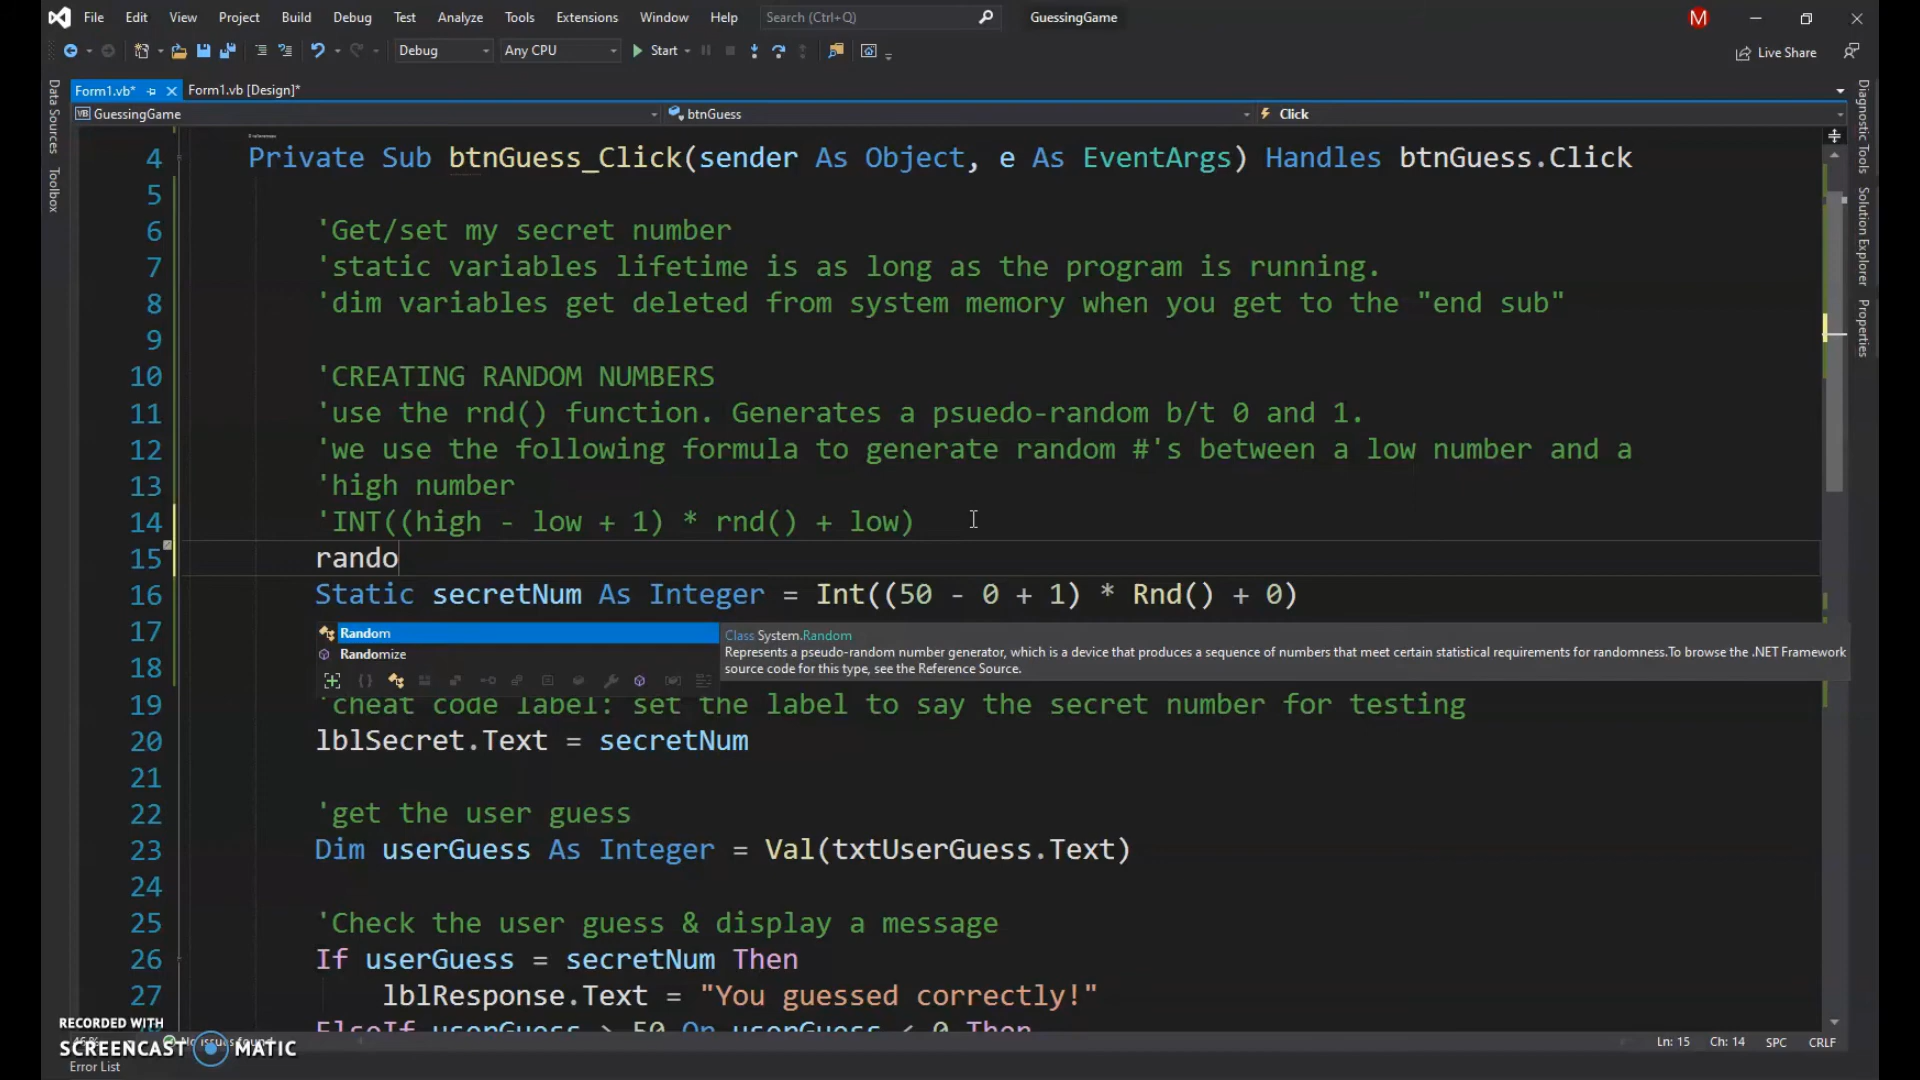 File Edit View Project Build Debug Test Analyze Tools Extensions Window Help Search (Ctrl+Q) GuessingGame M
Debug Any CPU Start Live Share
Form1.vb* Form1.vb [Design]*
VB GuessingGame btnGuess Click
Data Sources
Toolbox
Diagnostic Tools
Solution Explorer
Properties
4 Private Sub btnGuess_Click(sender As Object, e As EventArgs) Handles btnGuess.Click
5
6 'Get/set my secret number
7 'static variables lifetime is as long as the program is running.
8 'dim variables get deleted from system memory when you get to the "end sub"
9
10 'CREATING RANDOM NUMBERS
11 'use the rnd() function. Generates a psuedo-random b/t 0 and 1.
12 'we use the following formula to generate random #'s between a low number and a
13 'high number
14 'INT((high - low + 1) * rnd() + low)
15 rando
16 Static secretNum As Integer = Int((50 - 0 + 1) * Rnd() + 0)
17
Random
Randomize
Class System.Random
Represents a pseudo-random number generator, which is a device that produces a sequence of numbers that meet certain statistical requirements for randomness.To browse the .NET Framework
source code for this type, see the Reference Source.
18
19 'cheat code label: set the label to say the secret number for testing
20 lblSecret.Text = secretNum
21
22 'get the user guess
23 Dim userGuess As Integer = Val(txtUserGuess.Text)
24
25 'Check the user guess & display a message
26 If userGuess = secretNum Then
27 lblResponse.Text = "You guessed correctly!"
ElseIf userGuess > 50 Or userGuess < 0 Then
RECORDED WITH
SCREENCAST MATIC
No issues found
Ln: 15 Ch: 14 SPC CRLF
Error List